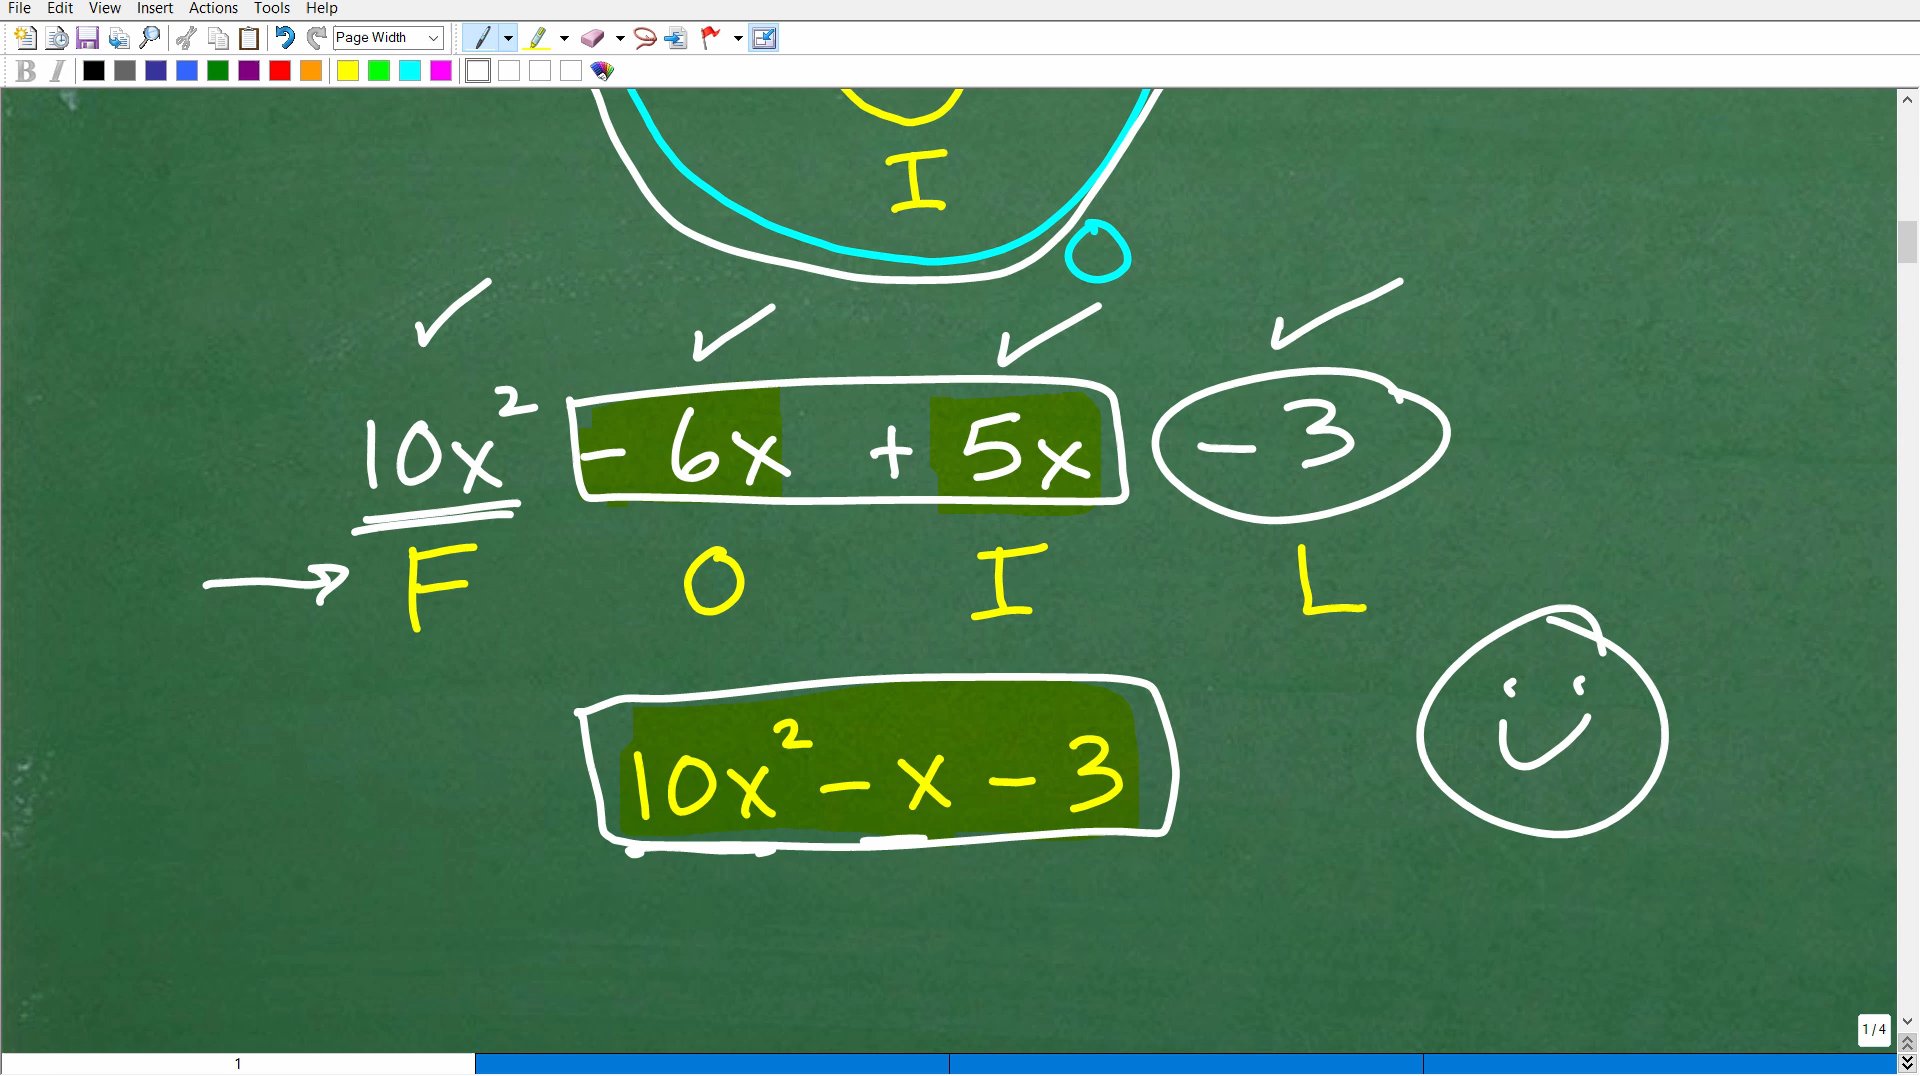 File Edit View Insert Actions Tools Help
Page Width
B I
I
O
10x² - 6x + 5x - 3
F O I L
10x² - x - 3
1 / 4
1